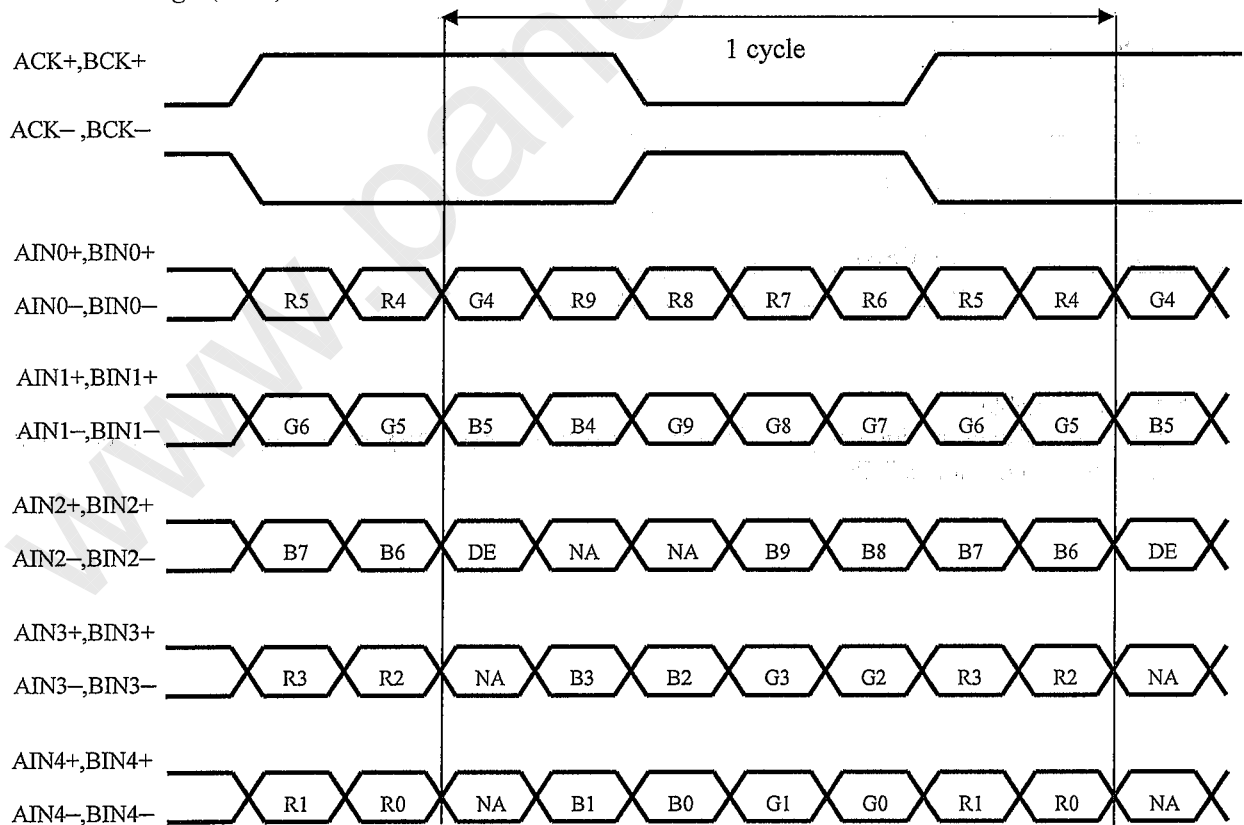 1 cycle
ACK+,BCK+
ACK− ,BCK−
AIN0+,BIN0+
AIN0−,BIN0−
R5 R4 G4 R9 R8 R7 R6 R5 R4 G4
AIN1+,BIN1+
AIN1−,BIN1−
G6 G5 B5 B4 G9 G8 G7 G6 G5 B5
AIN2+,BIN2+
AIN2−,BIN2−
B7 B6 DE NA NA B9 B8 B7 B6 DE
AIN3+,BIN3+
AIN3−,BIN3−
R3 R2 NA B3 B2 G3 G2 R3 R2 NA
AIN4+,BIN4+
AIN4−,BIN4−
R1 R0 NA B1 B0 G1 G0 R1 R0 NA
www.pane